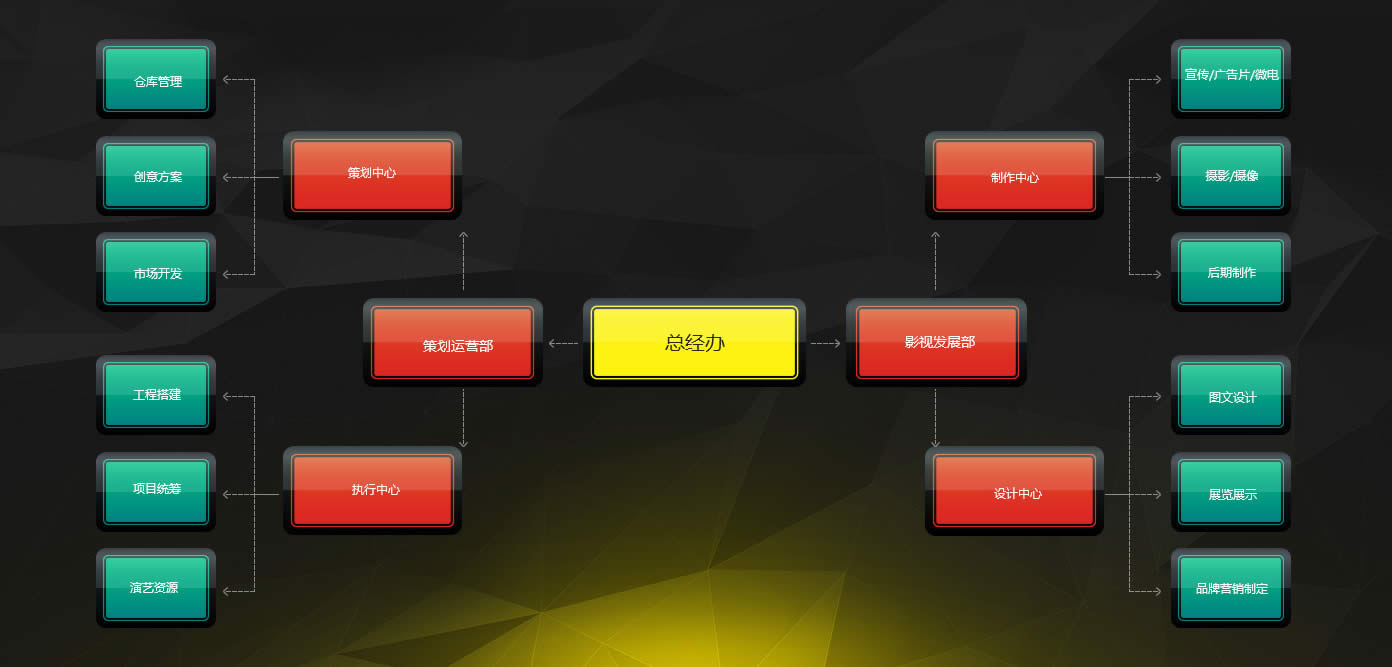 仓库管理
创意方案
市场开发
策划中心
策划运营部
工程搭建
项目统筹
演艺资源
执行中心
总经办
影视发展部
制作中心
宣传/广告片/微电
摄影/摄像
后期制作
设计中心
图文设计
展览展示
品牌营销制定